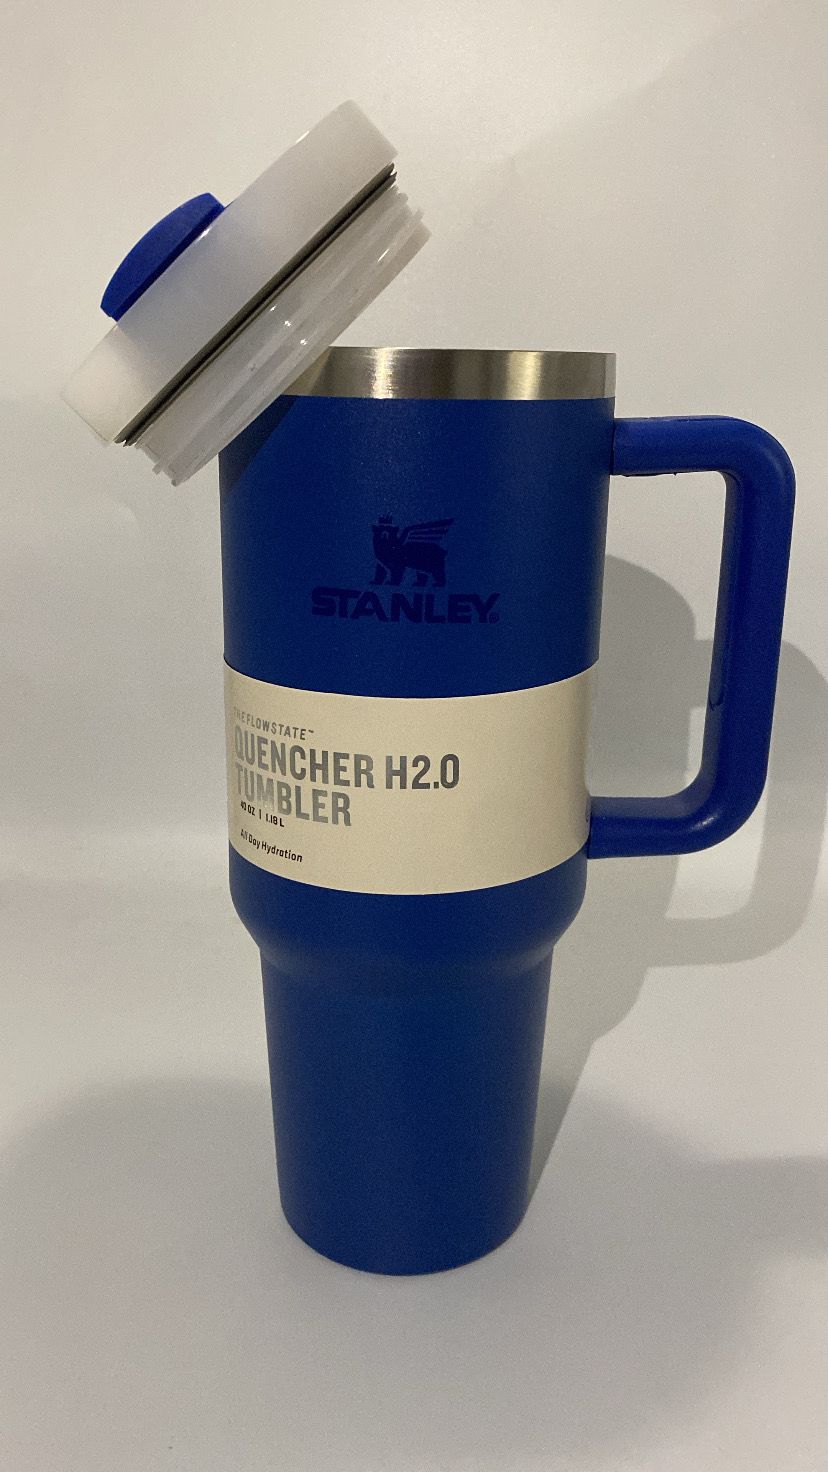 STANLEY®
THE FLOWSTATE™
QUENCHER H2.0
TUMBLER
40 OZ | 1.18 L
All Day Hydration